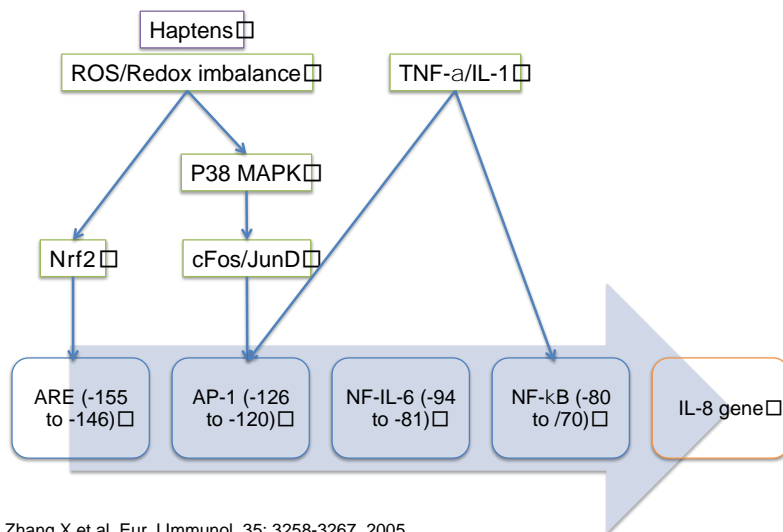 Haptens□
ROS/Redox imbalance□
TNF-a/IL-1□
P38 MAPK□
Nrf2□
cFos/JunD□
ARE (-155
to -146)□
AP-1 (-126
to -120)□
NF-IL-6 (-94
to -81)□
NF-kB (-80
to /70)□
IL-8 gene□
Zhang X et al. Eur J Immunol. 35: 3258-3267, 2005